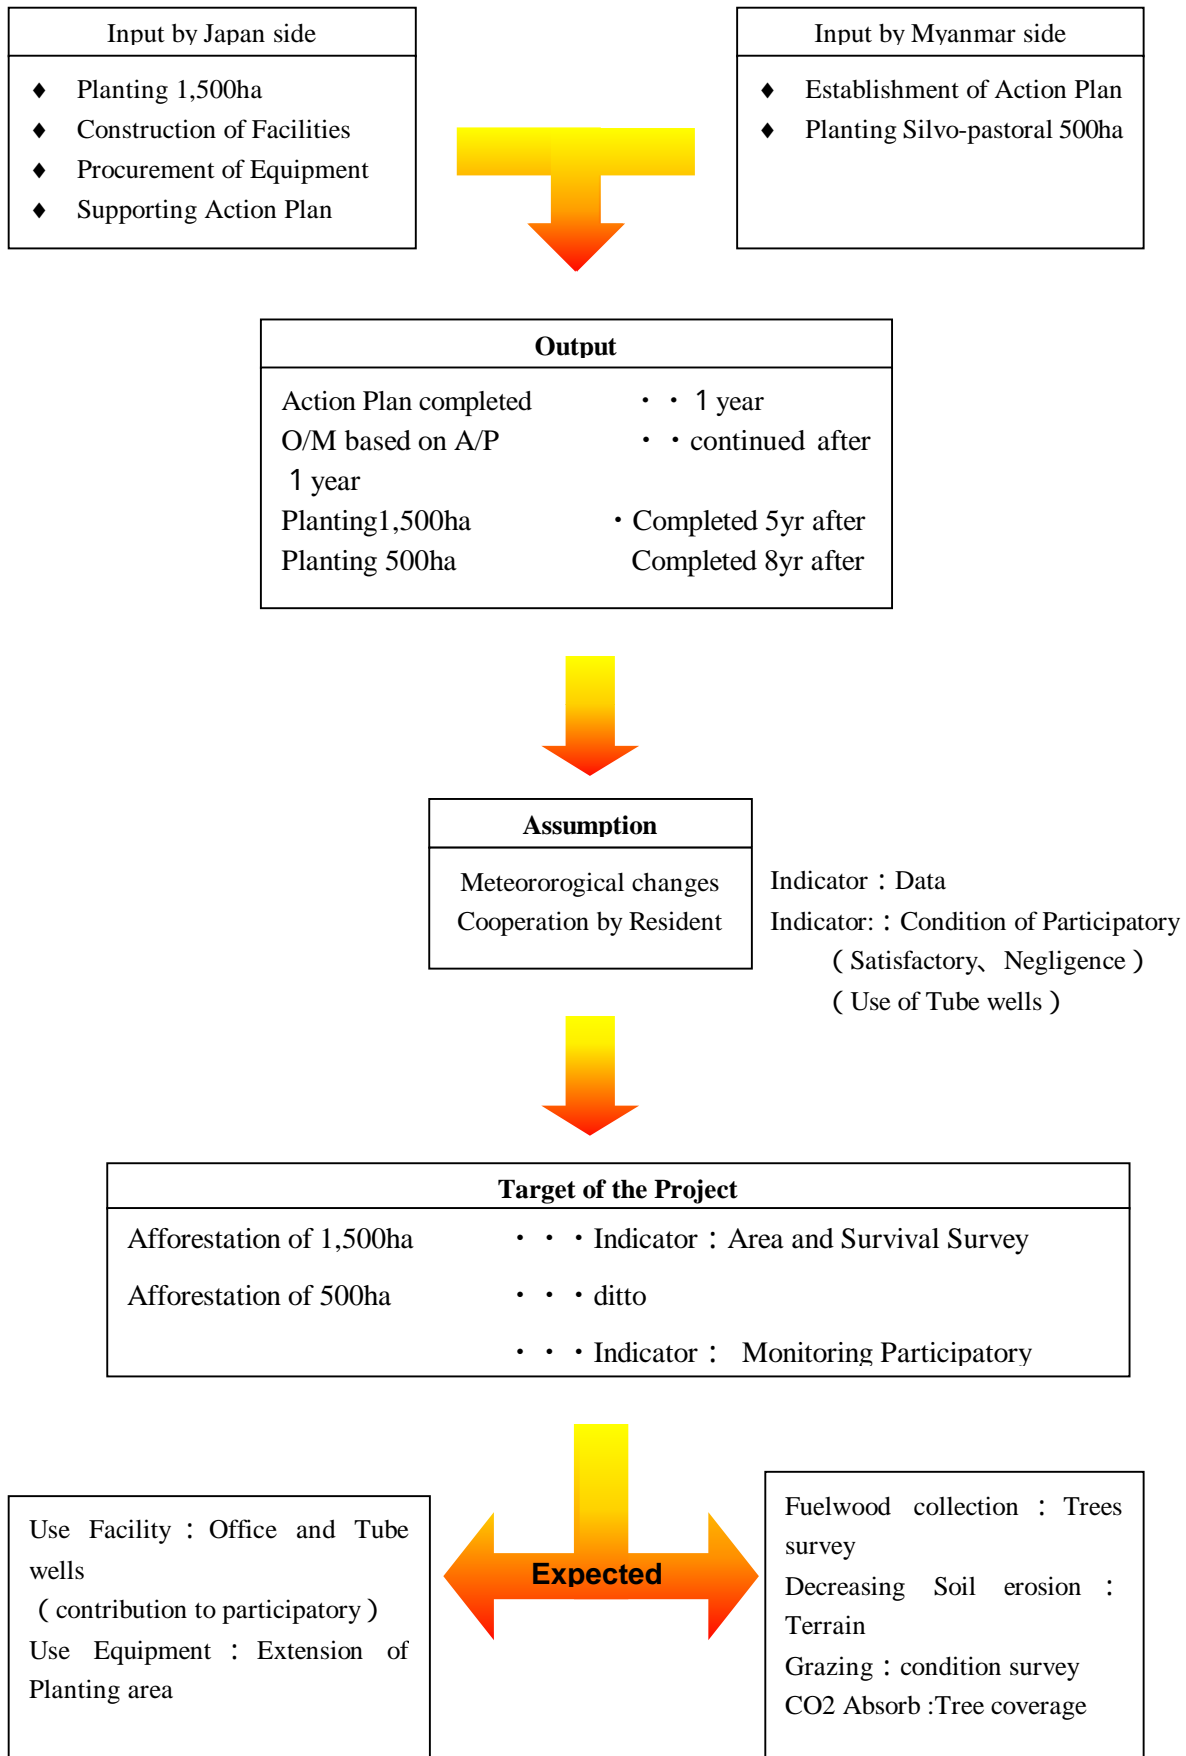 Input by Japan side
♦ Planting 1,500ha
♦ Construction of Facilities
♦ Procurement of Equipment
♦ Supporting Action Plan
Input by Myanmar side
♦ Establishment of Action Plan
♦ Planting Silvo-pastoral 500ha
Output
Action Plan completed ・・ 1 year
O/M based on A/P ・・continued after
1 year
Planting1,500ha ・Completed 5yr after
Planting 500ha Completed 8yr after
Assumption
Meteororogical changes
Cooperation by Resident
Indicator：Data
Indicator:：Condition of Participatory
（Satisfactory、Negligence）
（Use of Tube wells）
Target of the Project
Afforestation of 1,500ha ・・・Indicator：Area and Survival Survey
Afforestation of 500ha ・・・ditto
・・・Indicator： Monitoring Participatory
Use Facility：Office and Tube
wells
（contribution to participatory）
Use Equipment：Extension of
Planting area
Expected
Fuelwood collection：Trees
survey
Decreasing Soil erosion：
Terrain
Grazing：condition survey
CO2 Absorb :Tree coverage